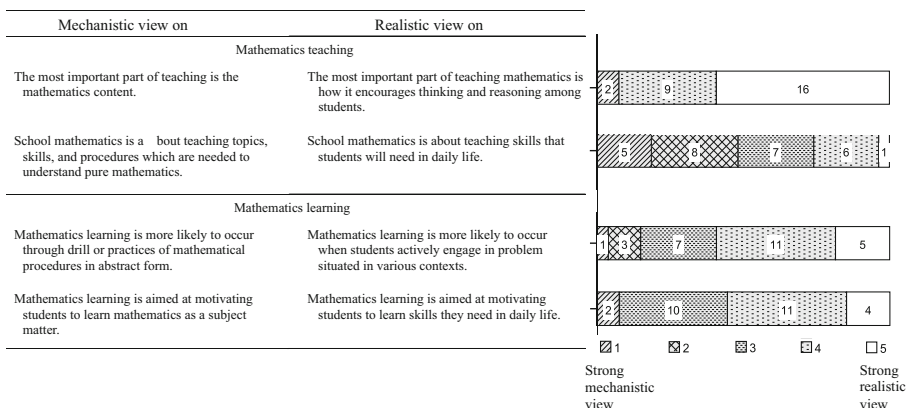 Mechanistic view on Realistic view on
Mathematics teaching
The most important part of teaching is the
mathematics content.
The most important part of teaching mathematics is
how it encourages thinking and reasoning among
students.
2 9 16
School mathematics is a bout teaching topics,
skills, and procedures which are needed to
understand pure mathematics.
School mathematics is about teaching skills that
students will need in daily life.
5 8 7 6 1
Mathematics learning
Mathematics learning is more likely to occur
through drill or practices of mathematical
procedures in abstract form.
Mathematics learning is more likely to occur
when students actively engage in problem
situated in various contexts.
1 3 7 11 5
Mathematics learning is aimed at motivating
students to learn mathematics as a subject
matter.
Mathematics learning is aimed at motivating
students to learn skills they need in daily life.
2 10 11 4
1 2 3 4 5
Strong
mechanistic
view
Strong
realistic
view